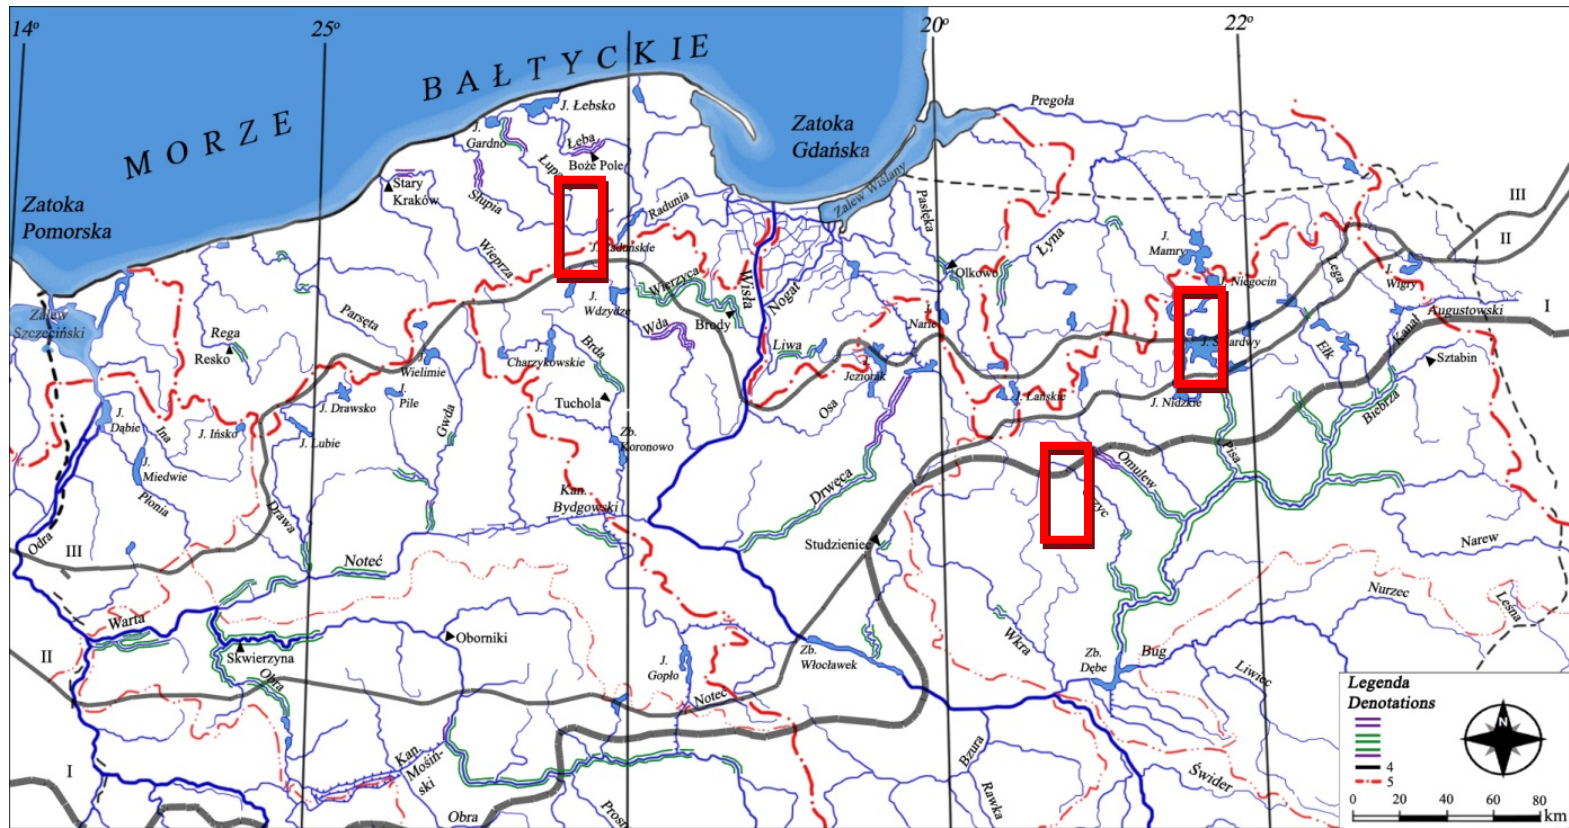 14°
25°
20°
22°
MORZE BAŁTYCKIE
Zatoka
Pomorska
Zatoka
Gdańska
Zalew
Szczeciński
Zalew Wiślany
Pregoła
J. Łebsko
J.
Gardno
Łeba
Boże Pole
Stary
Kraków
Słupia
Wieprza
Radunia
J. Raduńskie
Pasłęka
Łyna
J.
Mamry
III
II
I
Olkowo
J. Niegocin
Lega
J.
Wigry
Augustowski
Kanał
Wierzyca
Wisła
Nogat
J.
Wdzydze
Brody
Wda
J.
Narie
J. Śniardwy
Ełk
Sztabin
Parsęta
Rega
Resko
J.
Wielimie
J.
Charzykowskie
Brda
Liwa
J.
Jeziorak
J. Drawsko
J.
Pile
Tuchola
Osa
J. Łańskie
J. Nidzkie
Biebrza
J.
Dąbie
Ina
J. Ińsko
J. Lubie
Gwda
Zb.
Koronowo
J.
Miedwie
Płonia
Drawa
Kan.
Bydgowski
Drwęca
Omulew
Pisa
Odra
III
Noteć
Studzieniec
Narew
Warta
Oborniki
Nurzec
Leśna
Skwierzyna
Wkra
II
Obra
J.
Gopło
Zb.
Włocławek
Zb.
Dębe
Bug
Liwiec
Noteć
I
Kan.
Mosiń-
ski
Obra
Bzura
Rawka
Świder
Legenda
Denotations
4
5
N
0 20 40 60 80
km